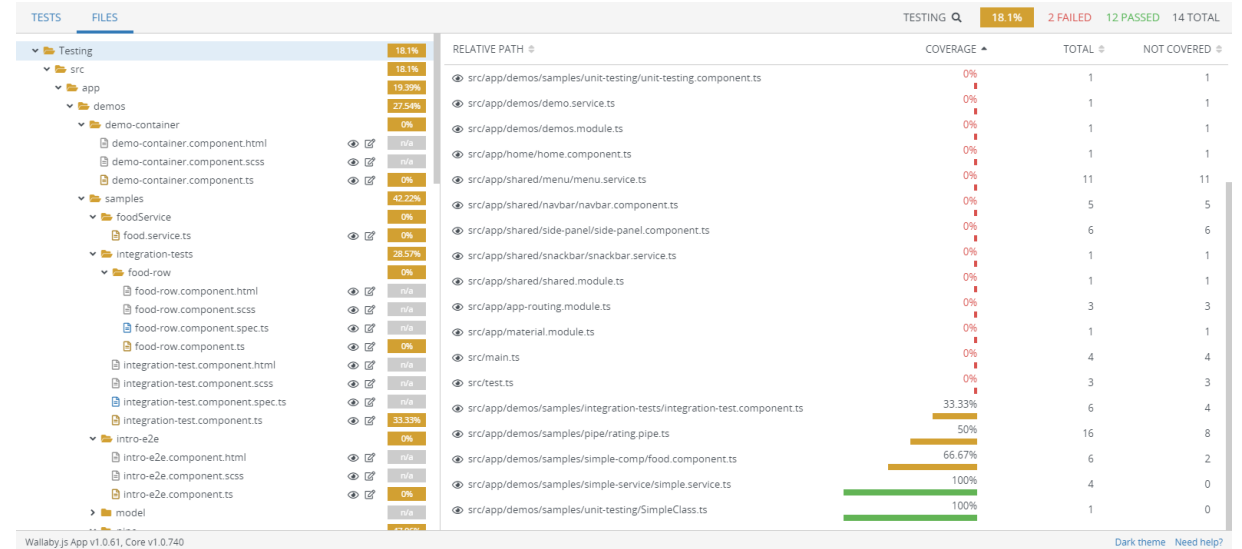 TESTS FILES TESTING 18.1% 2 FAILED 12 PASSED 14 TOTAL
Testing 18.1%
src 18.1%
app 19.39%
demos 27.54%
demo-container 0%
demo-container.component.html n/a
demo-container.component.scss n/a
demo-container.component.ts 0%
samples 42.22%
foodService 0%
food.service.ts 0%
integration-tests 28.57%
food-row 0%
food-row.component.html n/a
food-row.component.scss n/a
food-row.component.spec.ts n/a
food-row.component.ts 0%
integration-test.component.html n/a
integration-test.component.scss n/a
integration-test.component.spec.ts n/a
integration-test.component.ts 33.33%
intro-e2e 0%
intro-e2e.component.html n/a
intro-e2e.component.scss n/a
intro-e2e.component.ts 0%
model n/a
RELATIVE PATH COVERAGE TOTAL NOT COVERED
src/app/demos/samples/unit-testing/unit-testing.component.ts 0% 1 1
src/app/demos/demo.service.ts 0% 1 1
src/app/demos/demos.module.ts 0% 1 1
src/app/home/home.component.ts 0% 1 1
src/app/shared/menu/menu.service.ts 0% 11 11
src/app/shared/navbar/navbar.component.ts 0% 5 5
src/app/shared/side-panel/side-panel.component.ts 0% 6 6
src/app/shared/snackbar/snackbar.service.ts 0% 1 1
src/app/shared/shared.module.ts 0% 1 1
src/app/app-routing.module.ts 0% 3 3
src/app/material.module.ts 0% 1 1
src/main.ts 0% 4 4
src/test.ts 0% 3 3
src/app/demos/samples/integration-tests/integration-test.component.ts 33.33% 6 4
src/app/demos/samples/pipe/rating.pipe.ts 50% 16 8
src/app/demos/samples/simple-comp/food.component.ts 66.67% 6 2
src/app/demos/samples/simple-service/simple.service.ts 100% 4 0
src/app/demos/samples/unit-testing/SimpleClass.ts 100% 1 0
Wallaby.js App v1.0.61, Core v1.0.740 Dark theme Need help?